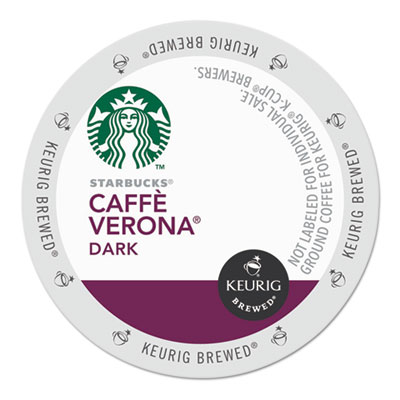 KEURIG BREWED®
KEURIG BREWED®
KEURIG BREWED®
KEURIG BREWED®
STARBUCKS®
CAFFÈ
VERONA®
DARK
NOT LABELED FOR INDIVIDUAL SALE.
GROUND COFFEE FOR KEURIG® K-CUP® BREWERS.
KEURIG
BREWED®